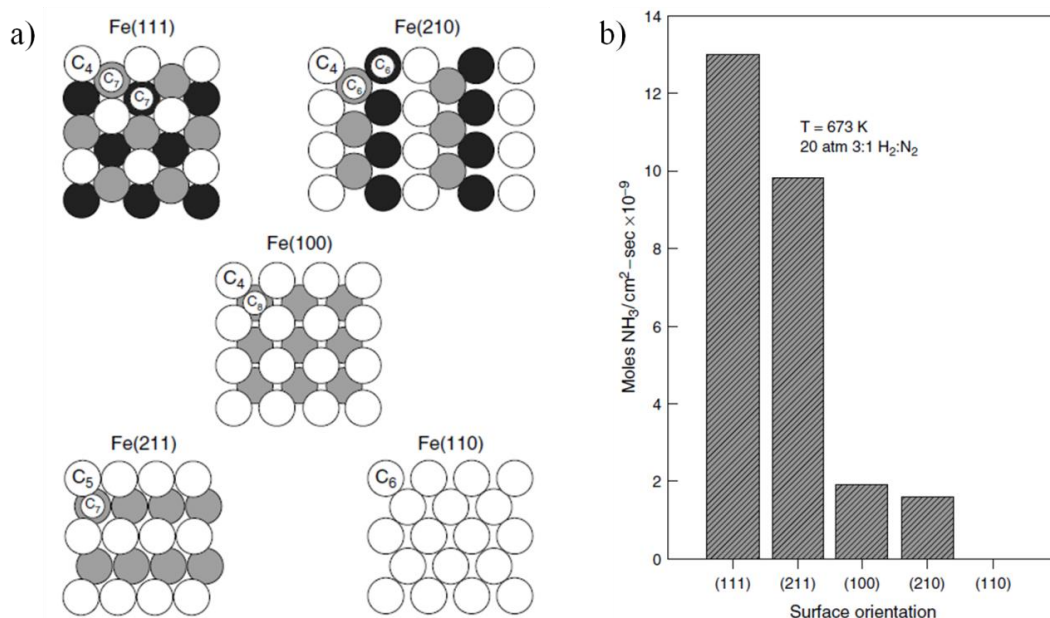 a)
Fe(111)
C4
C7
C7
Fe(210)
C4
C6
C6
Fe(100)
C4
C8
Fe(211)
C5
C7
Fe(110)
C6
b)
Moles NH₃/cm²–sec ×10⁻⁹
14
12
10
8
6
4
2
0
T = 673 K
20 atm 3:1 H₂:N₂
(111)
(211)
(100)
(210)
(110)
Surface orientation